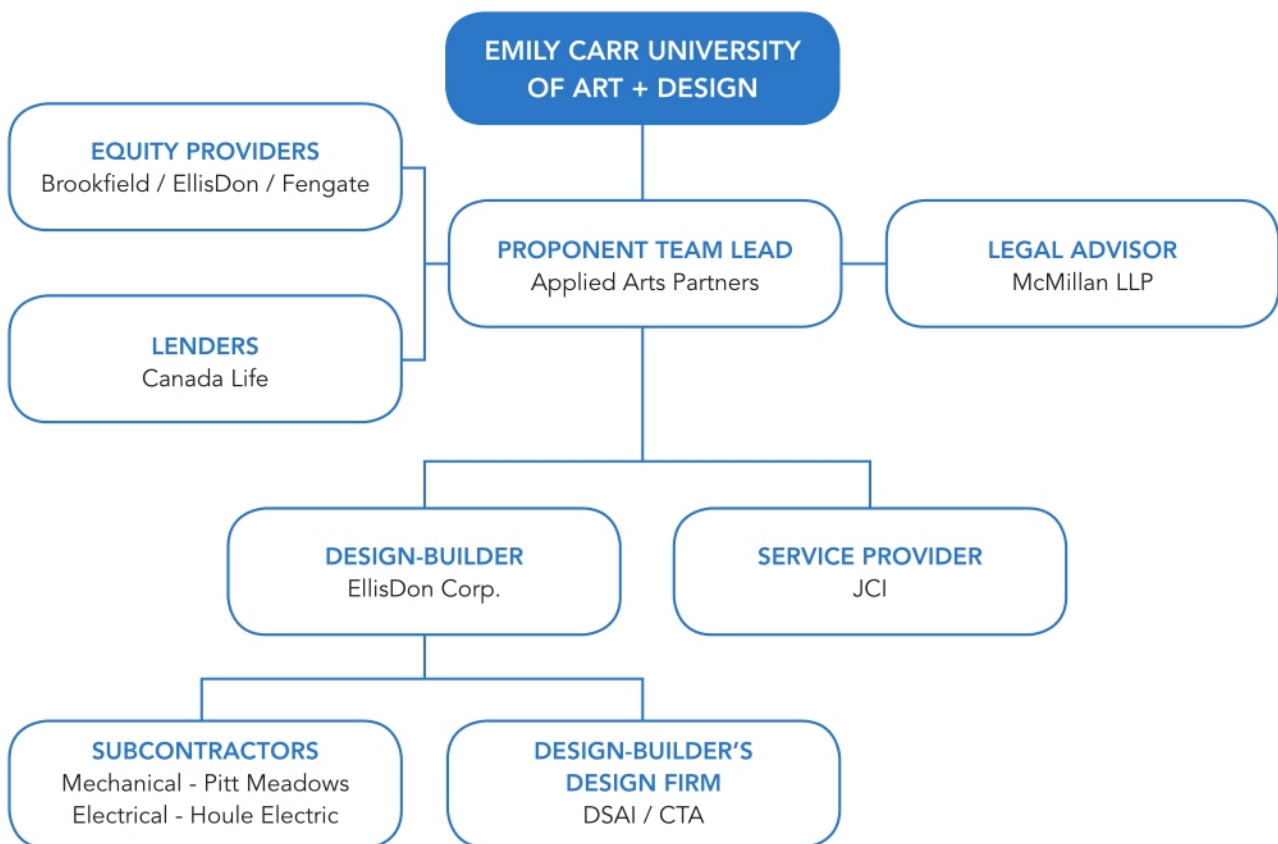 EMILY CARR UNIVERSITY
OF ART + DESIGN
EQUITY PROVIDERS
Brookfield / EllisDon / Fengate
PROPONENT TEAM LEAD
Applied Arts Partners
LEGAL ADVISOR
McMillan LLP
LENDERS
Canada Life
DESIGN-BUILDER
EllisDon Corp.
SERVICE PROVIDER
JCI
SUBCONTRACTORS
Mechanical - Pitt Meadows
Electrical - Houle Electric
DESIGN-BUILDER’S
DESIGN FIRM
DSAI / CTA